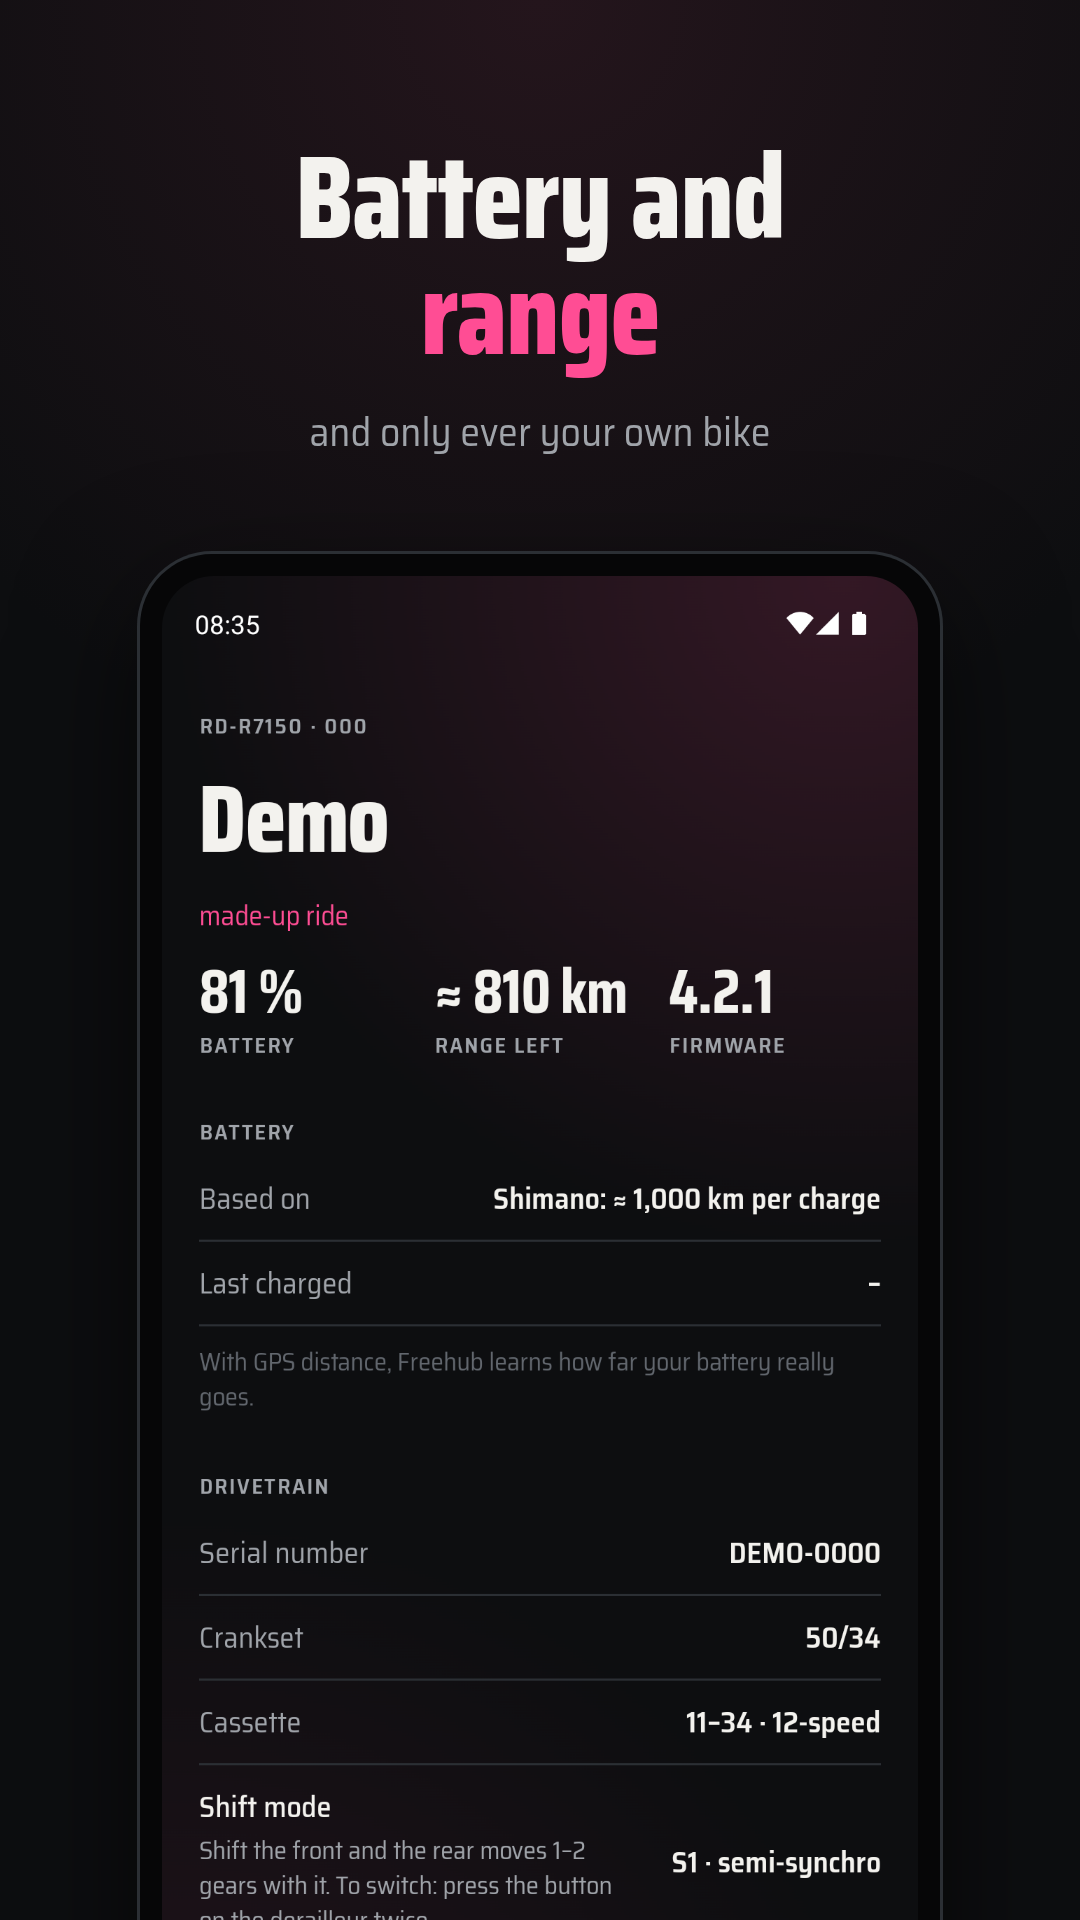 Battery and
range
and only ever your own bike
08:35
RD-R7150 · 000
Demo
made-up ride
81 % ≈ 810 km 4.2.1
BATTERY RANGE LEFT FIRMWARE
BATTERY
Based on Shimano: ≈ 1,000 km per charge
Last charged –
With GPS distance, Freehub learns how far your battery really
goes.
DRIVETRAIN
Serial number DEMO-0000
Crankset 50/34
Cassette 11–34 · 12-speed
Shift mode
Shift the front and the rear moves 1–2
S1 · semi-synchro
gears with it. To switch: press the button
on the derailleur twice.